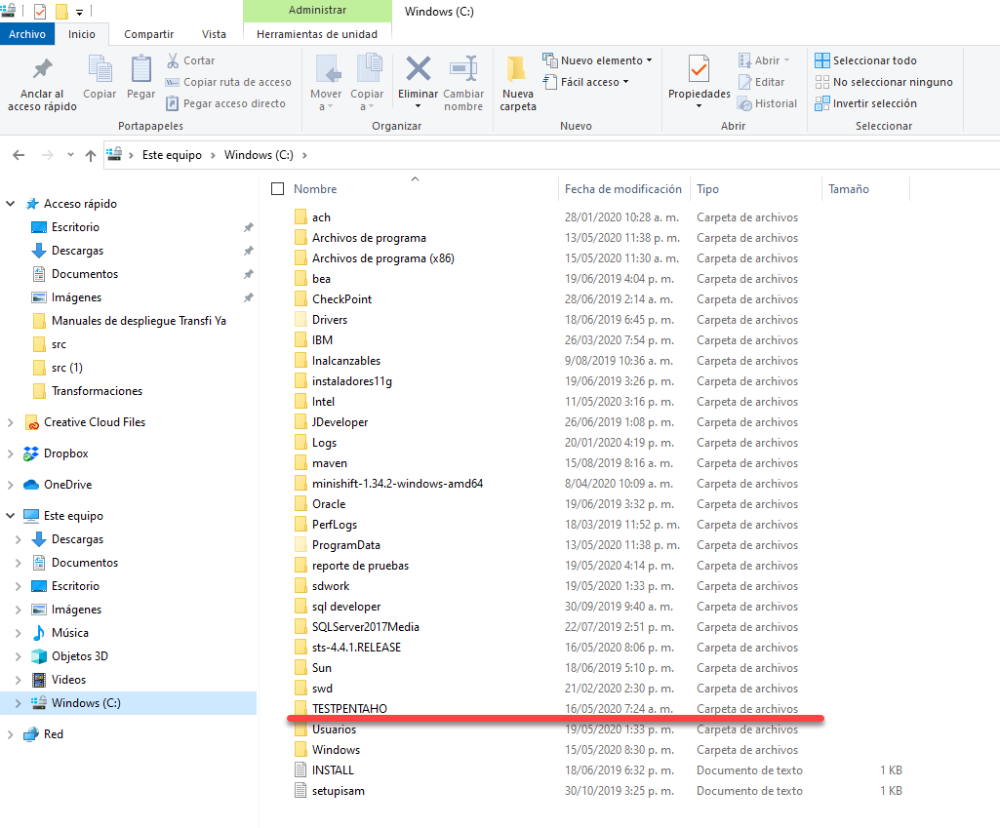 Administrar
Windows (C:)
Archivo Inicio Compartir Vista Herramientas de unidad
Anclar al acceso rápido
Copiar
Pegar
Cortar
Copiar ruta de acceso
Pegar acceso directo
Portapapeles
Mover a
Copiar a
Eliminar
Cambiar nombre
Organizar
Nueva carpeta
Nuevo elemento
Fácil acceso
Nuevo
Propiedades
Abrir
Editar
Historial
Abrir
Seleccionar todo
No seleccionar ninguno
Invertir selección
Seleccionar
Este equipo > Windows (C:) >
Acceso rápido
Escritorio
Descargas
Documentos
Imágenes
Manuales de despliegue Transfi Ya
src
src (1)
Transformaciones
Creative Cloud Files
Dropbox
OneDrive
Este equipo
Descargas
Documentos
Escritorio
Imágenes
Música
Objetos 3D
Videos
Windows (C:)
Red
Nombre Fecha de modificación Tipo Tamaño
ach 28/01/2020 10:28 a. m. Carpeta de archivos
Archivos de programa 13/05/2020 11:38 p. m. Carpeta de archivos
Archivos de programa (x86) 15/05/2020 11:30 a. m. Carpeta de archivos
bea 19/06/2019 4:04 p. m. Carpeta de archivos
CheckPoint 28/06/2019 2:14 a. m. Carpeta de archivos
Drivers 18/06/2019 6:45 p. m. Carpeta de archivos
IBM 26/03/2020 7:54 p. m. Carpeta de archivos
Inalcanzables 9/08/2019 10:36 a. m. Carpeta de archivos
instaladores11g 19/06/2019 3:26 p. m. Carpeta de archivos
Intel 11/05/2020 3:16 p. m. Carpeta de archivos
JDeveloper 26/06/2019 1:08 p. m. Carpeta de archivos
Logs 20/01/2020 4:19 p. m. Carpeta de archivos
maven 15/08/2019 8:16 a. m. Carpeta de archivos
minishift-1.34.2-windows-amd64 8/04/2020 10:09 a. m. Carpeta de archivos
Oracle 19/06/2019 3:32 p. m. Carpeta de archivos
PerfLogs 18/03/2019 11:52 p. m. Carpeta de archivos
ProgramData 13/05/2020 11:38 p. m. Carpeta de archivos
reporte de pruebas 19/05/2020 4:14 p. m. Carpeta de archivos
sdwork 19/05/2020 1:33 p. m. Carpeta de archivos
sql developer 30/09/2019 9:40 a. m. Carpeta de archivos
SQLServer2017Media 22/07/2019 2:51 p. m. Carpeta de archivos
sts-4.4.1.RELEASE 16/05/2020 8:06 p. m. Carpeta de archivos
Sun 18/06/2019 5:10 p. m. Carpeta de archivos
swd 21/02/2020 2:30 p. m. Carpeta de archivos
TESTPENTAHO 16/05/2020 7:24 a. m. Carpeta de archivos
Usuarios 19/05/2020 1:33 p. m. Carpeta de archivos
Windows 15/05/2020 8:30 p. m. Carpeta de archivos
INSTALL 18/06/2019 6:32 p. m. Documento de texto 1 KB
setupisam 30/10/2019 3:25 p. m. Documento de texto 1 KB